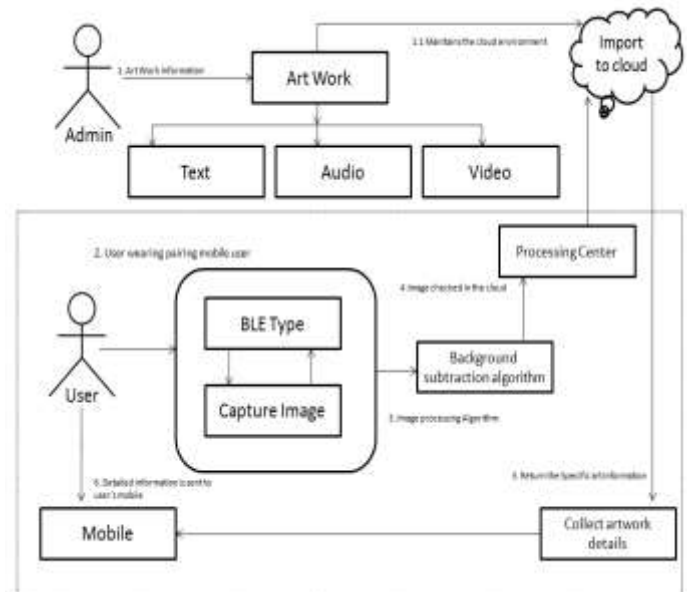 1. Art Work Information
1.1 Maintains the cloud environment
Import
to cloud
Art Work
Admin
Text
Audio
Video
Processing Center
2. User wearing pairing mobile user
4. Image checked in the cloud
BLE Type
Background
subtraction algorithm
User
Capture Image
3. Image processing Algorithm
6. Detailed information is sent to
user's mobile
5. Return the Specific art information
Mobile
Collect artwork
details